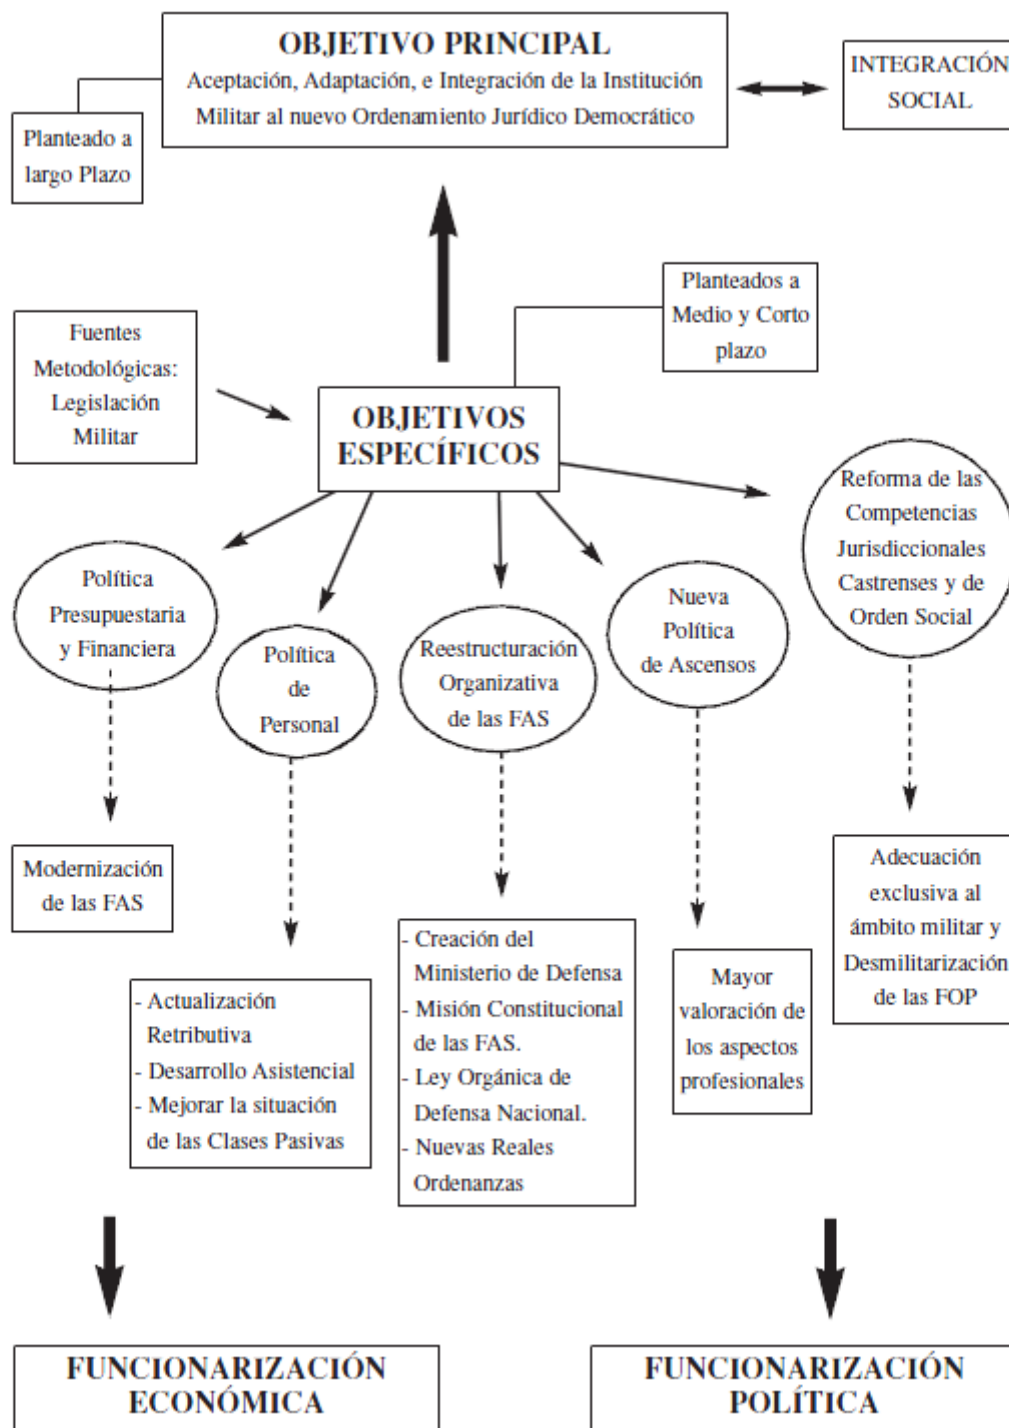 OBJETIVO PRINCIPAL
Aceptación, Adaptación, e Integración de la Institución
Militar al nuevo Ordenamiento Jurídico Democrático
INTEGRACIÓN
SOCIAL
Planteado a
largo Plazo
Planteados a
Medio y Corto
plazo
Fuentes
Metodológicas:
Legislación
Militar
OBJETIVOS
ESPECÍFICOS
Política
Presupuestaria
y Financiera
Política
de
Personal
Reestructuración
Organizativa
de las FAS
Nueva
Política
de Ascensos
Reforma de las
Competencias
Jurisdiccionales
Castrenses y de
Orden Social
Modernización
de las FAS
- Actualización
Retributiva
- Desarrollo Asistencial
- Mejorar la situación
de las Clases Pasivas
- Creación del
Ministerio de Defensa
- Misión Constitucional
de las FAS.
- Ley Orgánica de
Defensa Nacional.
- Nuevas Reales
Ordenanzas
Mayor
valoración de
los aspectos
profesionales
Adecuación
exclusiva al
ámbito militar y
Desmilitarización
de las FOP
FUNCIONARIZACIÓN
ECONÓMICA
FUNCIONARIZACIÓN
POLÍTICA